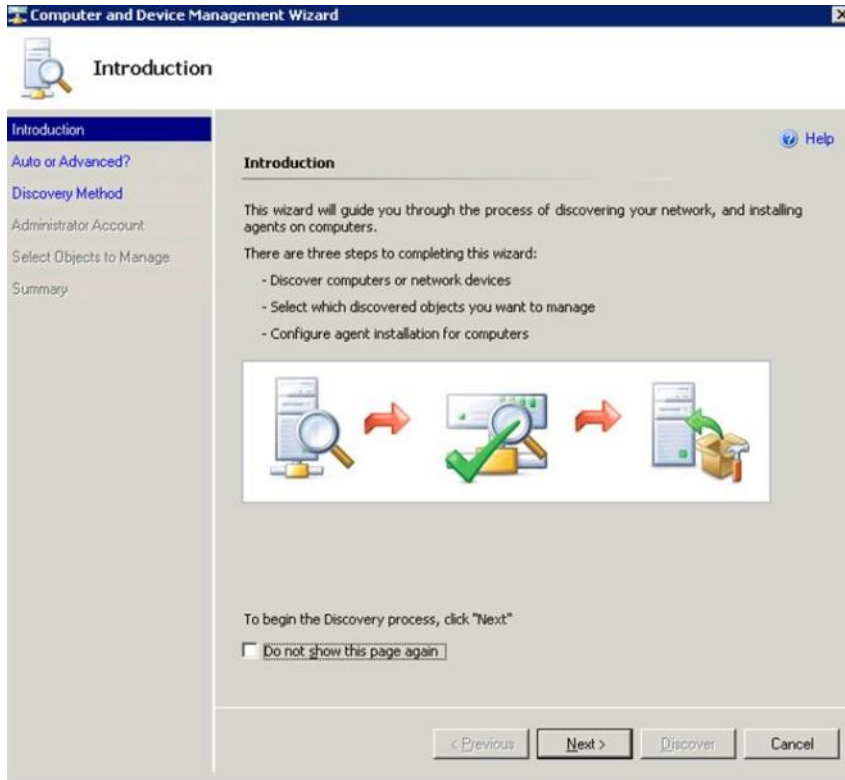 Computer and Device Management Wizard
Introduction
Introduction
Auto or Advanced?
Discovery Method
Administrator Account
Select Objects to Manage
Summary
Help
Introduction
This wizard will guide you through the process of discovering your network, and installing
agents on computers.
There are three steps to completing this wizard:
- Discover computers or network devices
- Select which discovered objects you want to manage
- Configure agent installation for computers
To begin the Discovery process, click "Next"
Do not show this page again
< Previous
Next >
Discover
Cancel